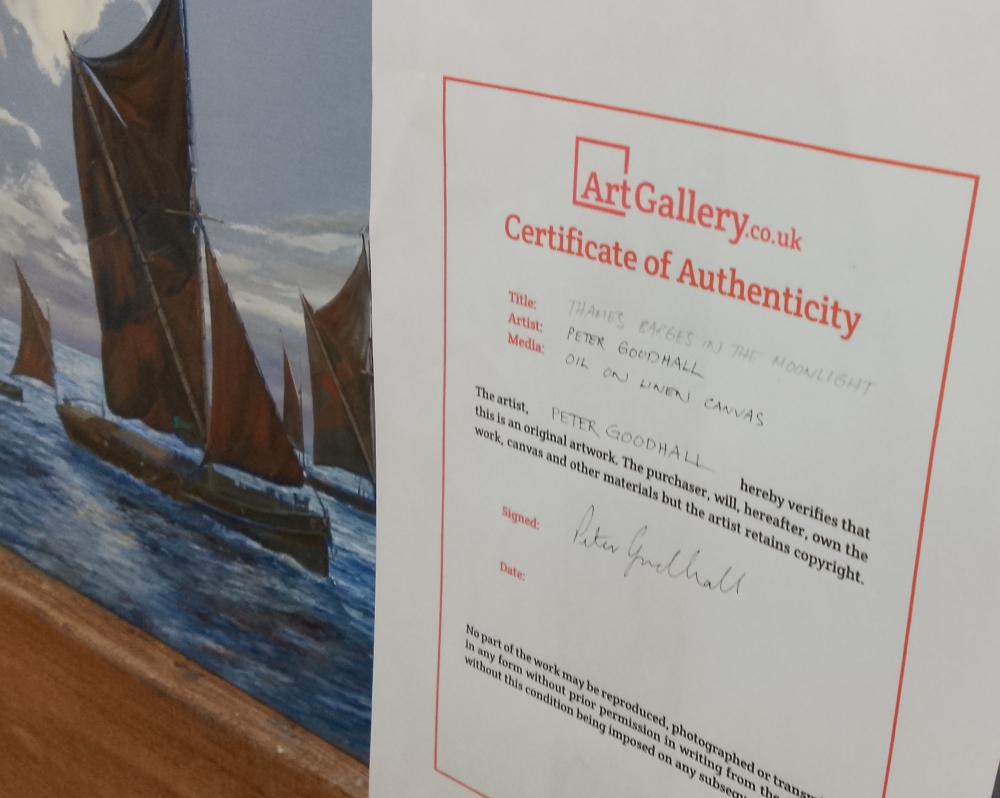 ArtGallery.co.uk
Certificate of Authenticity
Title: THAMES BARGES IN THE MOONLIGHT
Artist: PETER GOODHALL
Media: OIL ON LINEN CANVAS
The artist, PETER GOODHALL hereby verifies that
this is an original artwork. The purchaser, will, hereafter, own the
work, canvas and other materials but the artist retains copyright.
Signed: Peter Goodhall
Date:
No part of the work may be reproduced, photographed or
in any form without prior permission in writing from the
without this condition being imposed on any